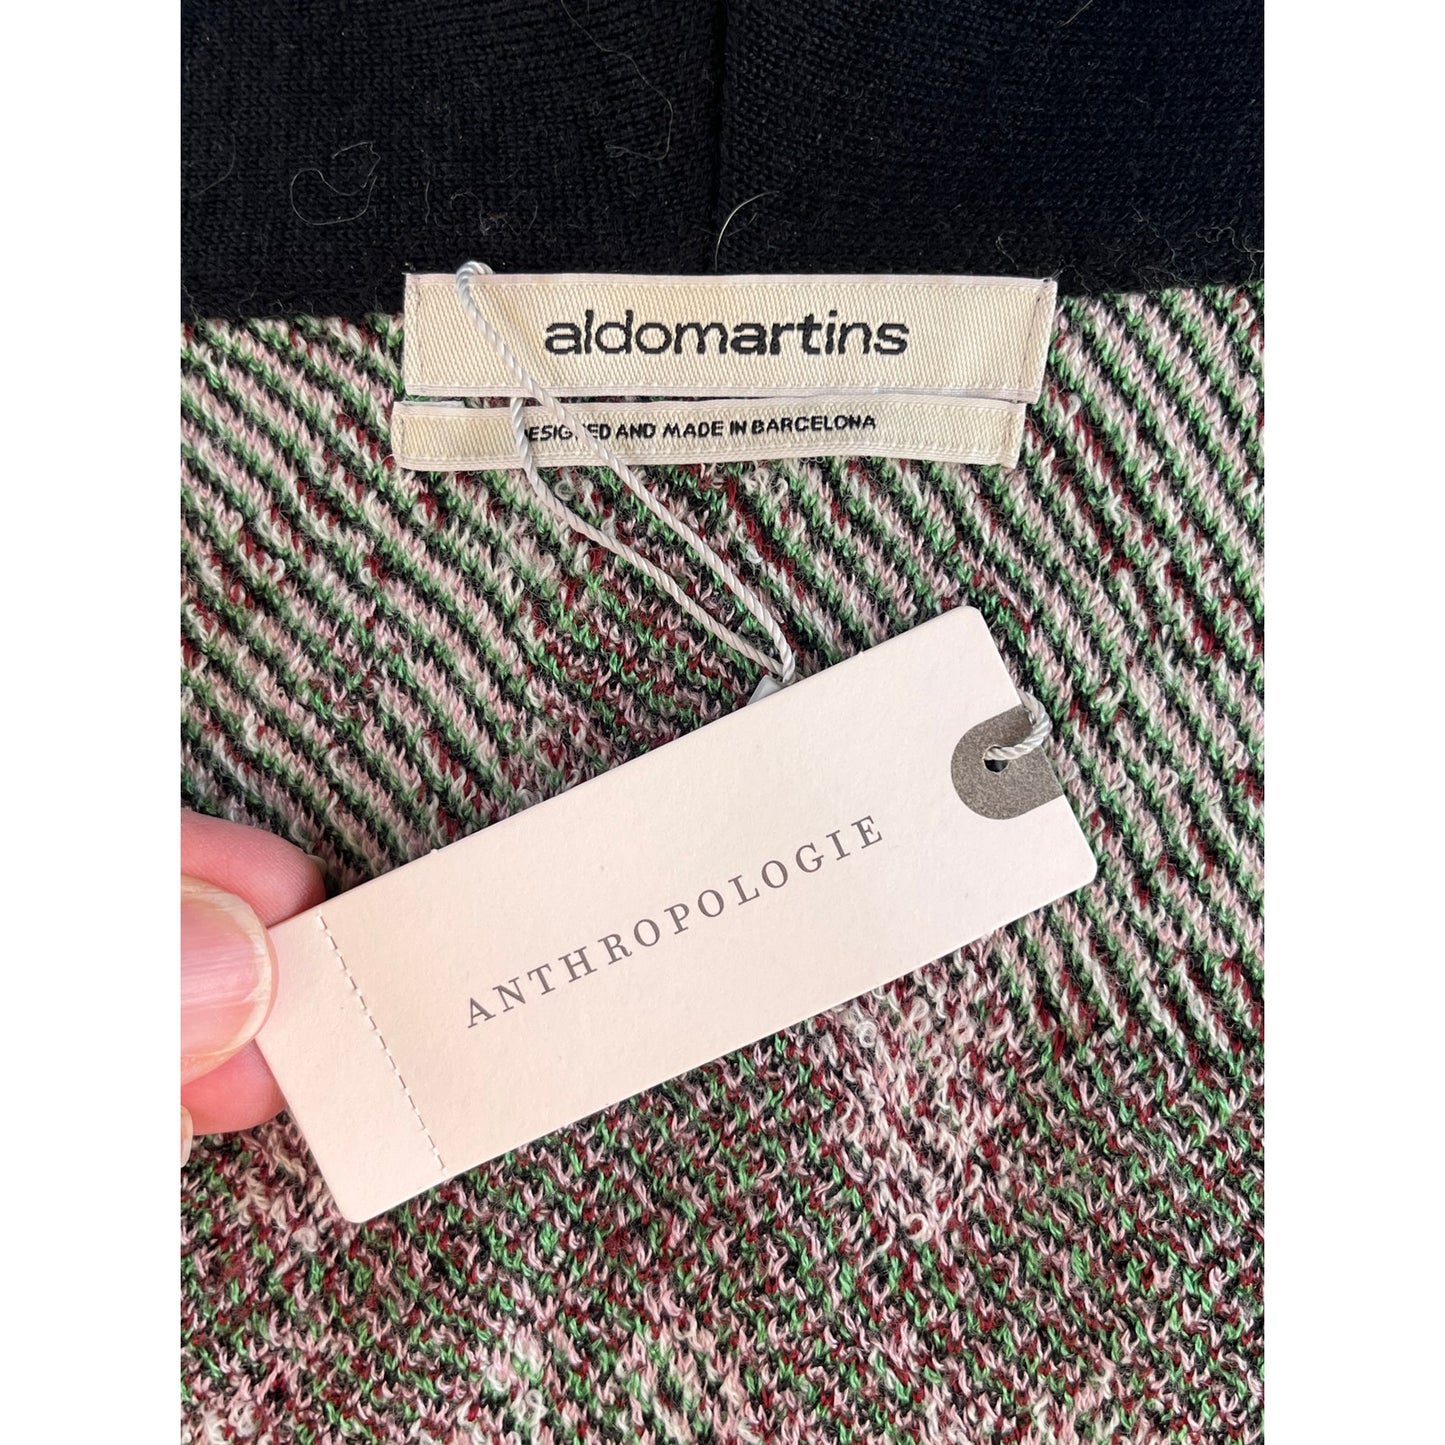 aldomartins
DESIGNED AND MADE IN BARCELONA
ANTHROPOLOGIE